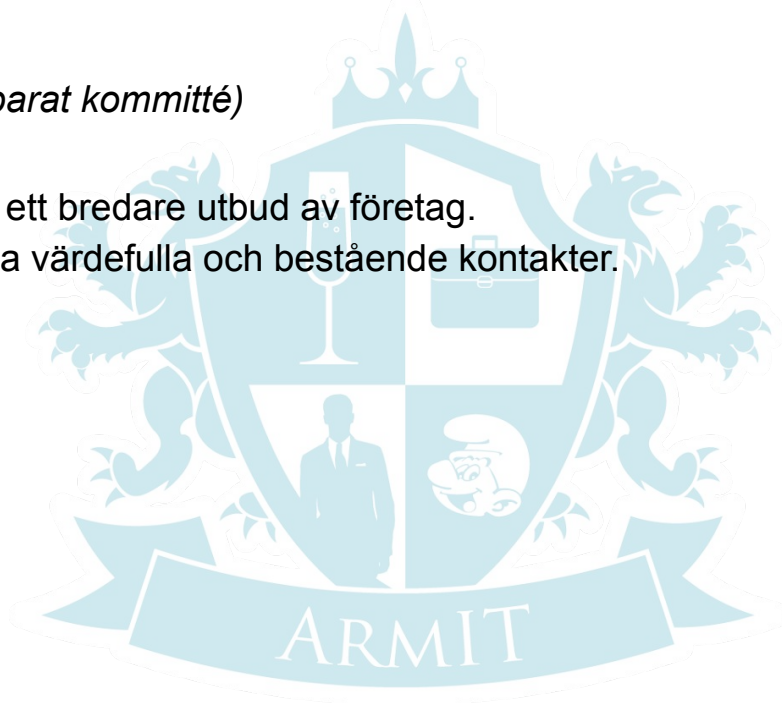 parat kommitté)
ett bredare utbud av företag.
a värdefulla och bestående kontakter.
ARMIT